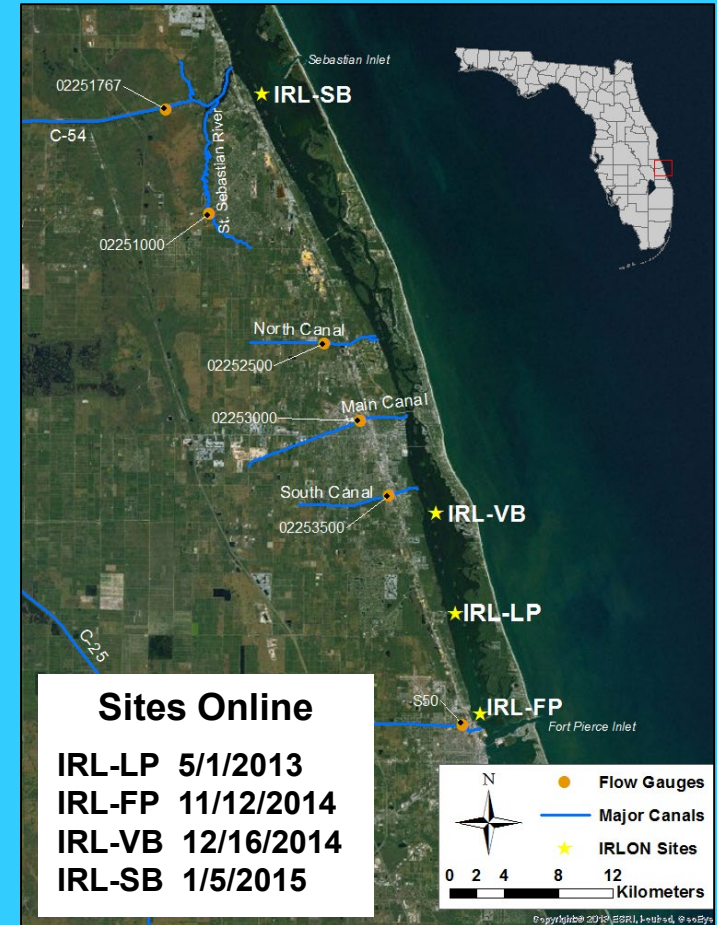 Sebastian Inlet
02251767
IRL-SB
C-54
St. Sebastian River
02251000
North Canal
02252500
Main Canal
02253000
South Canal
IRL-VB
02253500
IRL-LP
C-25
S50
IRL-FP
Fort Pierce Inlet
Sites Online
IRL-LP 5/1/2013
IRL-FP 11/12/2014
IRL-VB 12/16/2014
IRL-SB 1/5/2015
N
Flow Gauges
Major Canals
IRLON Sites
0 2 4 8 12
Kilometers
ESRI,